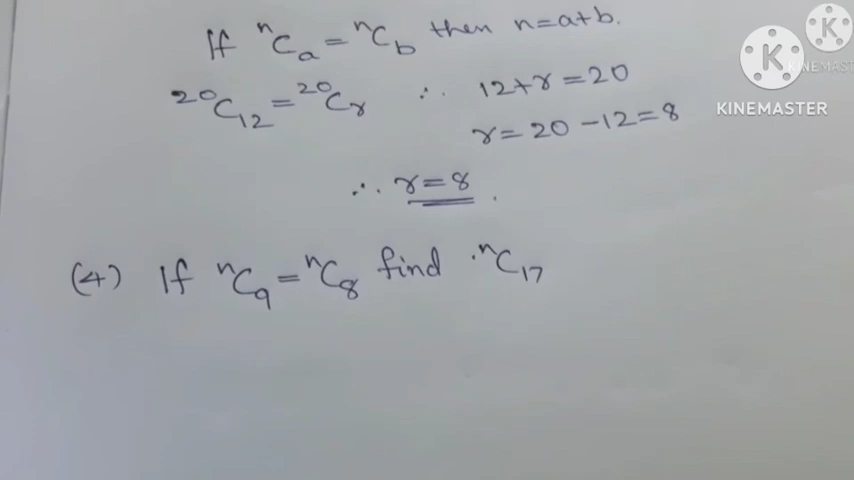 If ⁿCₐ = ⁿC_b then n=a+b.
²⁰C₁₂ = ²⁰Cᵣ ∴ 12+r=20
r=20-12=8
∴ r=8.
(4) If ⁿC₉ = ⁿC₈ find .ⁿC₁₇
KINEMASTER
KINEMAST